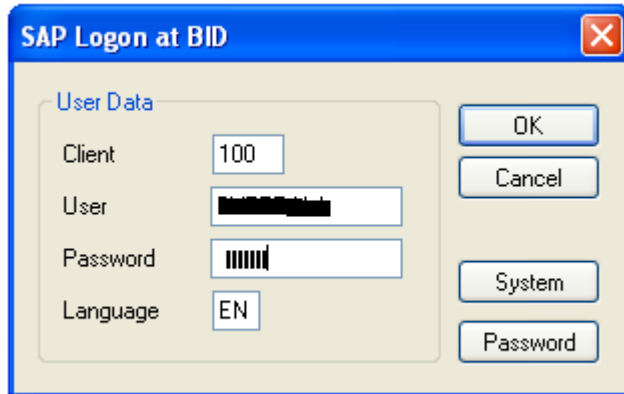 SAP Logon at BID
User Data
Client 100 OK
User Cancel
Password
Language EN System
Password